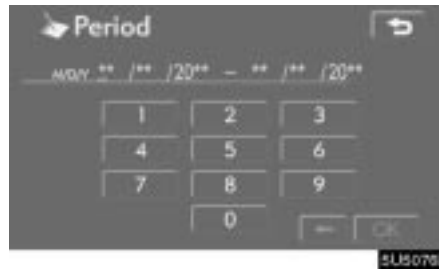 Period
M/D/Y ** /** /20** – ** /** /20**
1 2 3
4 5 6
7 8 9
0 OK
5U5076